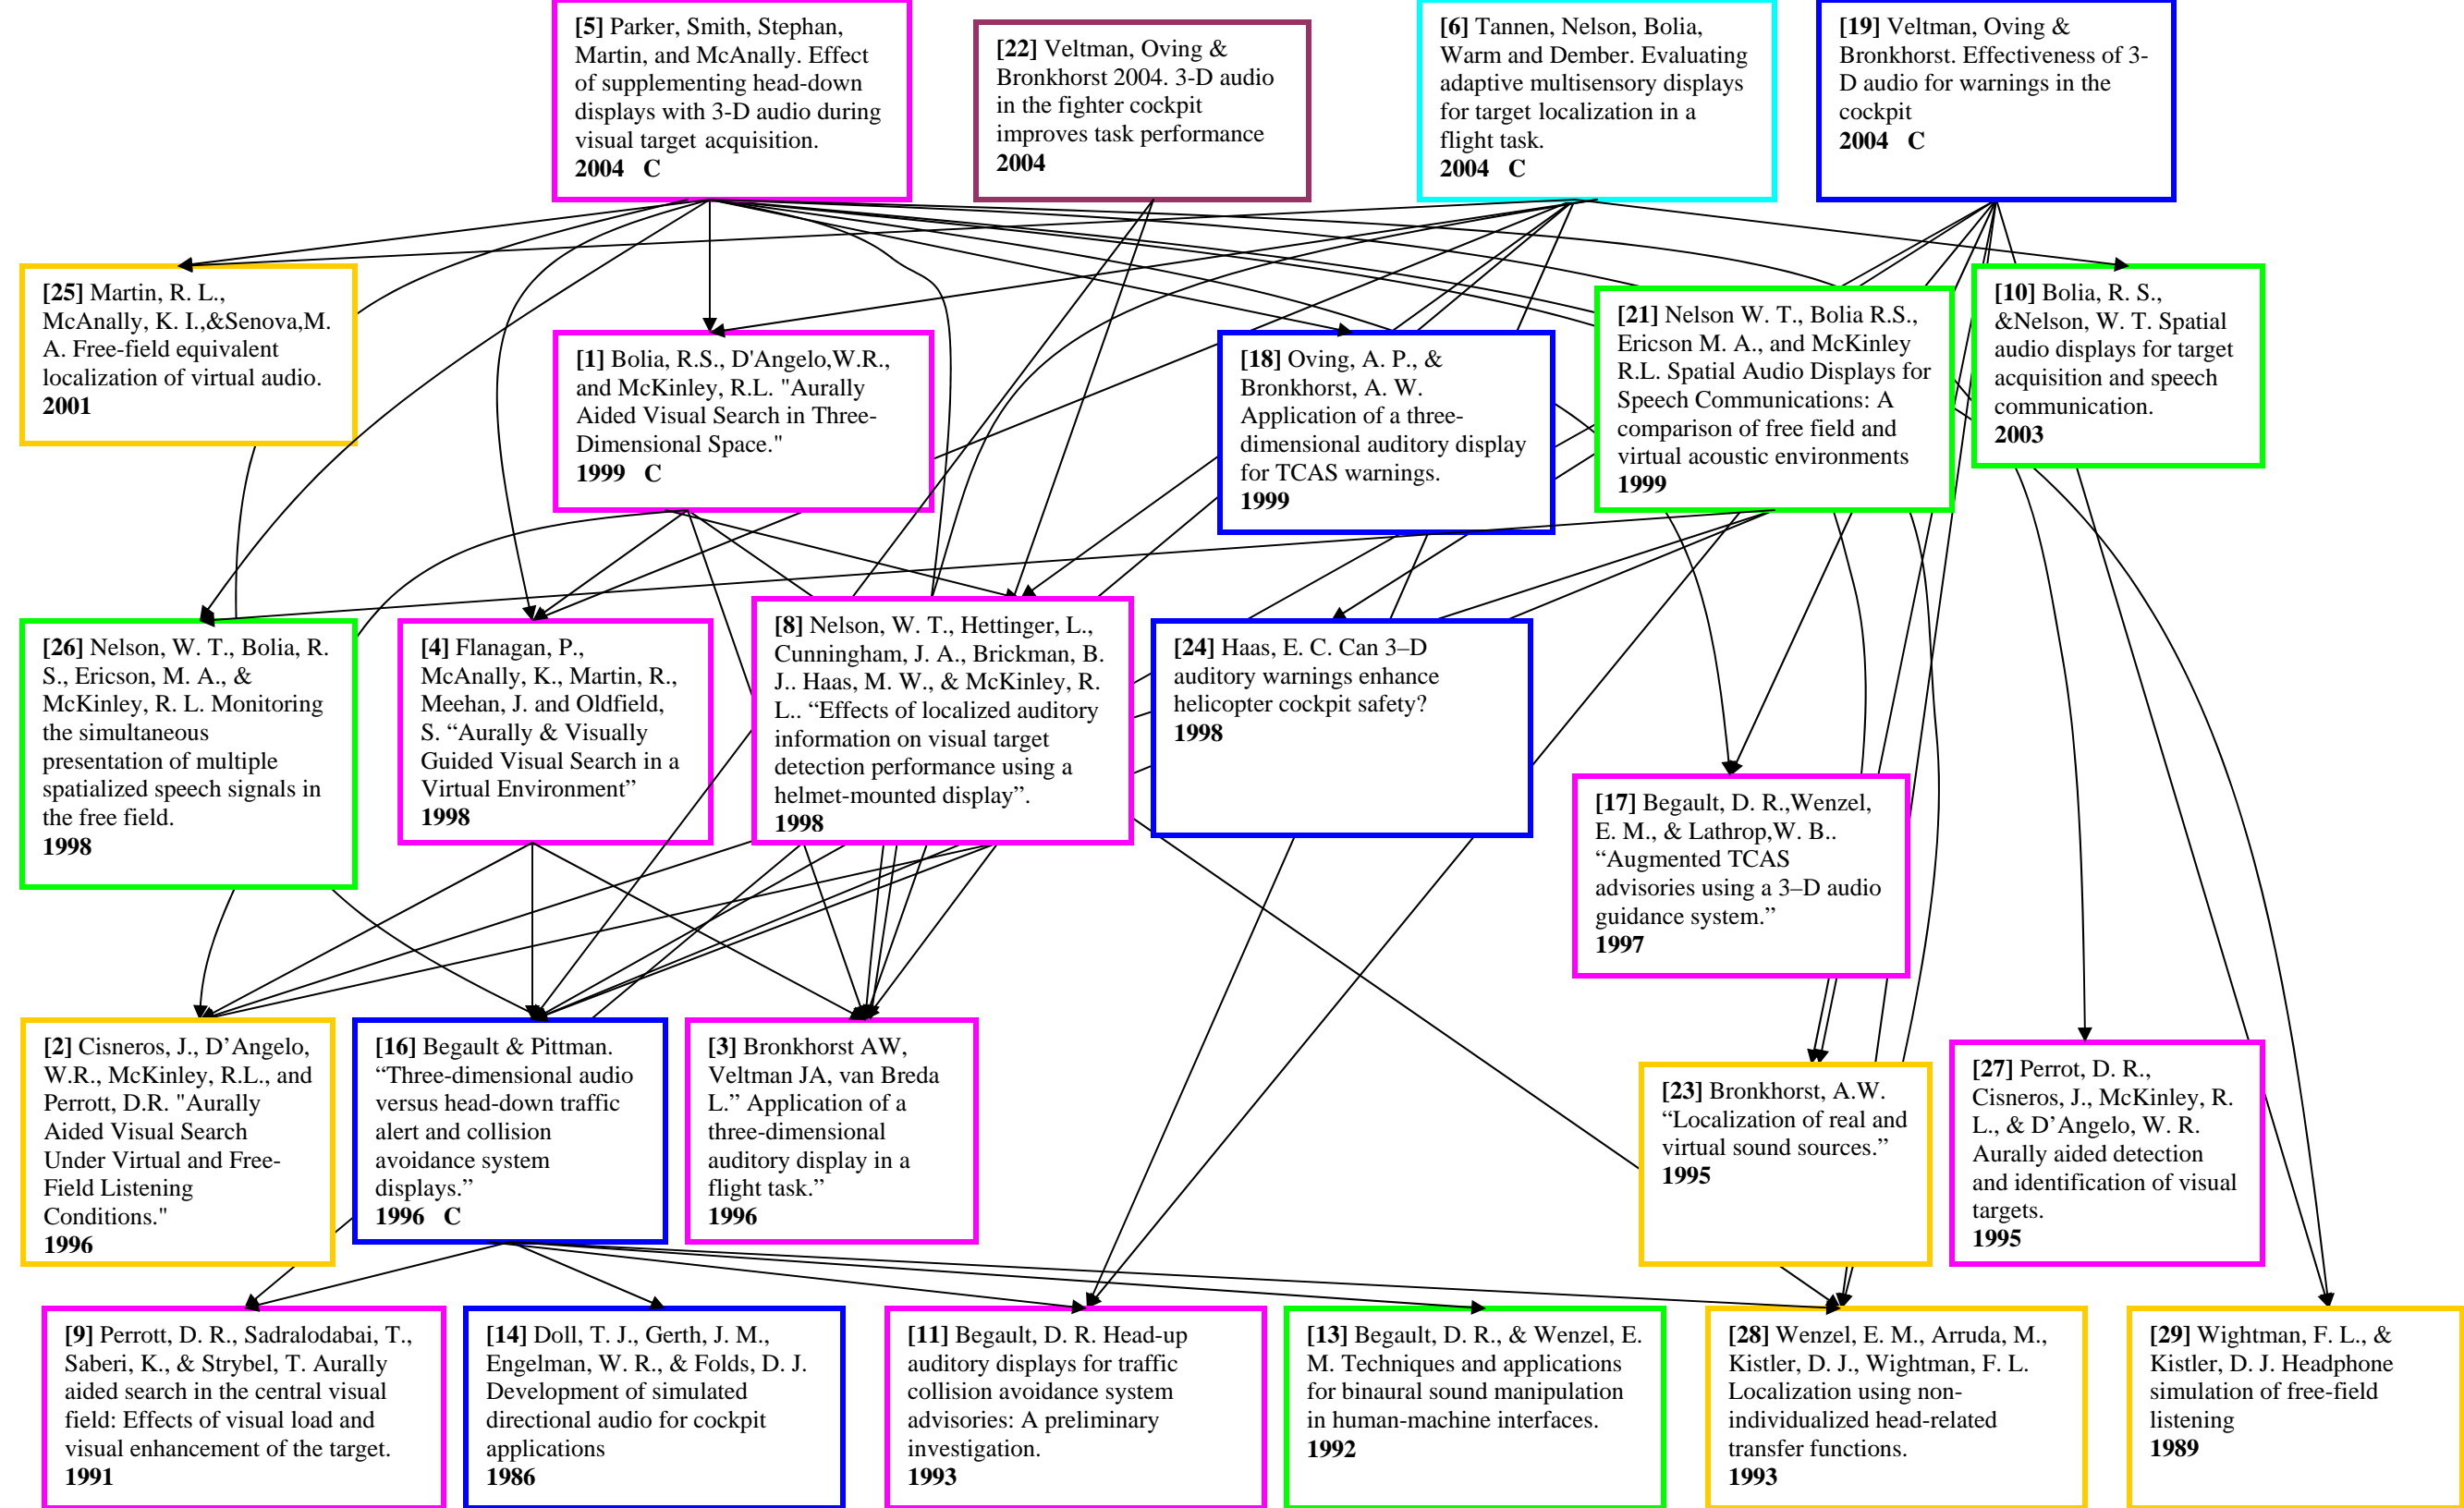 [5] Parker, Smith, Stephan,
Martin, and McAnally. Effect
of supplementing head-down
displays with 3-D audio during
visual target acquisition.
2004 C
[22] Veltman, Oving &
Bronkhorst 2004. 3-D audio
in the fighter cockpit
improves task performance
2004
[6] Tannen, Nelson, Bolia,
Warm and Dember. Evaluating
adaptive multisensory displays
for target localization in a
flight task.
2004 C
[19] Veltman, Oving &
Bronkhorst. Effectiveness of 3-
D audio for warnings in the
cockpit
2004 C
[25] Martin, R. L.,
McAnally, K. I.,&Senova,M.
A. Free-field equivalent
localization of virtual audio.
2001
[1] Bolia, R.S., D'Angelo,W.R.,
and McKinley, R.L. "Aurally
Aided Visual Search in Three-
Dimensional Space."
1999 C
[18] Oving, A. P., &
Bronkhorst, A. W.
Application of a three-
dimensional auditory display
for TCAS warnings.
1999
[21] Nelson W. T., Bolia R.S.,
Ericson M. A., and McKinley
R.L. Spatial Audio Displays for
Speech Communications: A
comparison of free field and
virtual acoustic environments
1999
[10] Bolia, R. S.,
&Nelson, W. T. Spatial
audio displays for target
acquisition and speech
communication.
2003
[26] Nelson, W. T., Bolia, R.
S., Ericson, M. A., &
McKinley, R. L. Monitoring
the simultaneous
presentation of multiple
spatialized speech signals in
the free field.
1998
[4] Flanagan, P.,
McAnally, K., Martin, R.,
Meehan, J. and Oldfield,
S. “Aurally & Visually
Guided Visual Search in a
Virtual Environment”
1998
[8] Nelson, W. T., Hettinger, L.,
Cunningham, J. A., Brickman, B.
J.. Haas, M. W., & McKinley, R.
L.. “Effects of localized auditory
information on visual target
detection performance using a
helmet-mounted display”.
1998
[24] Haas, E. C. Can 3–D
auditory warnings enhance
helicopter cockpit safety?
1998
[17] Begault, D. R.,Wenzel,
E. M., & Lathrop,W. B..
“Augmented TCAS
advisories using a 3–D audio
guidance system.”
1997
[2] Cisneros, J., D’Angelo,
W.R., McKinley, R.L., and
Perrott, D.R. "Aurally
Aided Visual Search
Under Virtual and Free-
Field Listening
Conditions."
1996
[16] Begault & Pittman.
“Three-dimensional audio
versus head-down traffic
alert and collision
avoidance system
displays.”
1996 C
[3] Bronkhorst AW,
Veltman JA, van Breda
L.” Application of a
three-dimensional
auditory display in a
flight task.”
1996
[23] Bronkhorst, A.W.
“Localization of real and
virtual sound sources.”
1995
[27] Perrot, D. R.,
Cisneros, J., McKinley, R.
L., & D’Angelo, W. R.
Aurally aided detection
and identification of visual
targets.
1995
[9] Perrott, D. R., Sadralodabai, T.,
Saberi, K., & Strybel, T. Aurally
aided search in the central visual
field: Effects of visual load and
visual enhancement of the target.
1991
[14] Doll, T. J., Gerth, J. M.,
Engelman, W. R., & Folds, D. J.
Development of simulated
directional audio for cockpit
applications
1986
[11] Begault, D. R. Head-up
auditory displays for traffic
collision avoidance system
advisories: A preliminary
investigation.
1993
[13] Begault, D. R., & Wenzel, E.
M. Techniques and applications
for binaural sound manipulation
in human-machine interfaces.
1992
[28] Wenzel, E. M., Arruda, M.,
Kistler, D. J., Wightman, F. L.
Localization using non-
individualized head-related
transfer functions.
1993
[29] Wightman, F. L., &
Kistler, D. J. Headphone
simulation of free-field
listening
1989